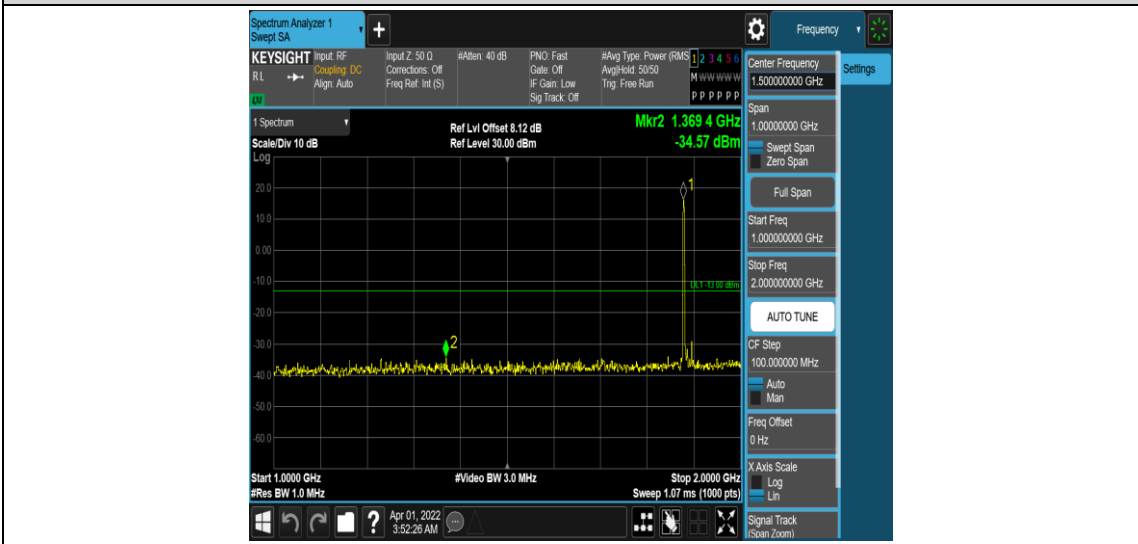 Spectrum Analyzer 1
Swept SA
Frequency
KEYSIGHT
R L
LXI
Input: RF
Coupling: DC
Align: Auto
Input Z: 50 Ω
Corrections: Off
Freq Ref: Int (S)
#Atten: 40 dB
PNO: Fast
Gate: Off
IF Gain: Low
Sig Track: Off
#Avg Type: Power (RMS
Avg|Hold: 50/50
Trig: Free Run
1 2 3 4 5 6
M W W W W W
P P P P P P
1 Spectrum
Scale/Div 10 dB
Log
Ref Lvl Offset 8.12 dB
Ref Level 30.00 dBm
Mkr2 1.369 4 GHz
-34.57 dBm
20.0
10.0
0.00
-10.0
-20.0
-30.0
-40.0
-50.0
-60.0
1
DL1 -13.00 dBm
2
Start 1.0000 GHz
#Res BW 1.0 MHz
#Video BW 3.0 MHz
Stop 2.0000 GHz
Sweep 1.07 ms (1000 pts)
?
Apr 01, 2022
3:52:26 AM
Center Frequency
1.500000000 GHz
Settings
Span
1.00000000 GHz
Swept Span
Zero Span
Full Span
Start Freq
1.000000000 GHz
Stop Freq
2.000000000 GHz
AUTO TUNE
CF Step
100.000000 MHz
Auto
Man
Freq Offset
0 Hz
X Axis Scale
Log
Lin
Signal Track
(Span Zoom)